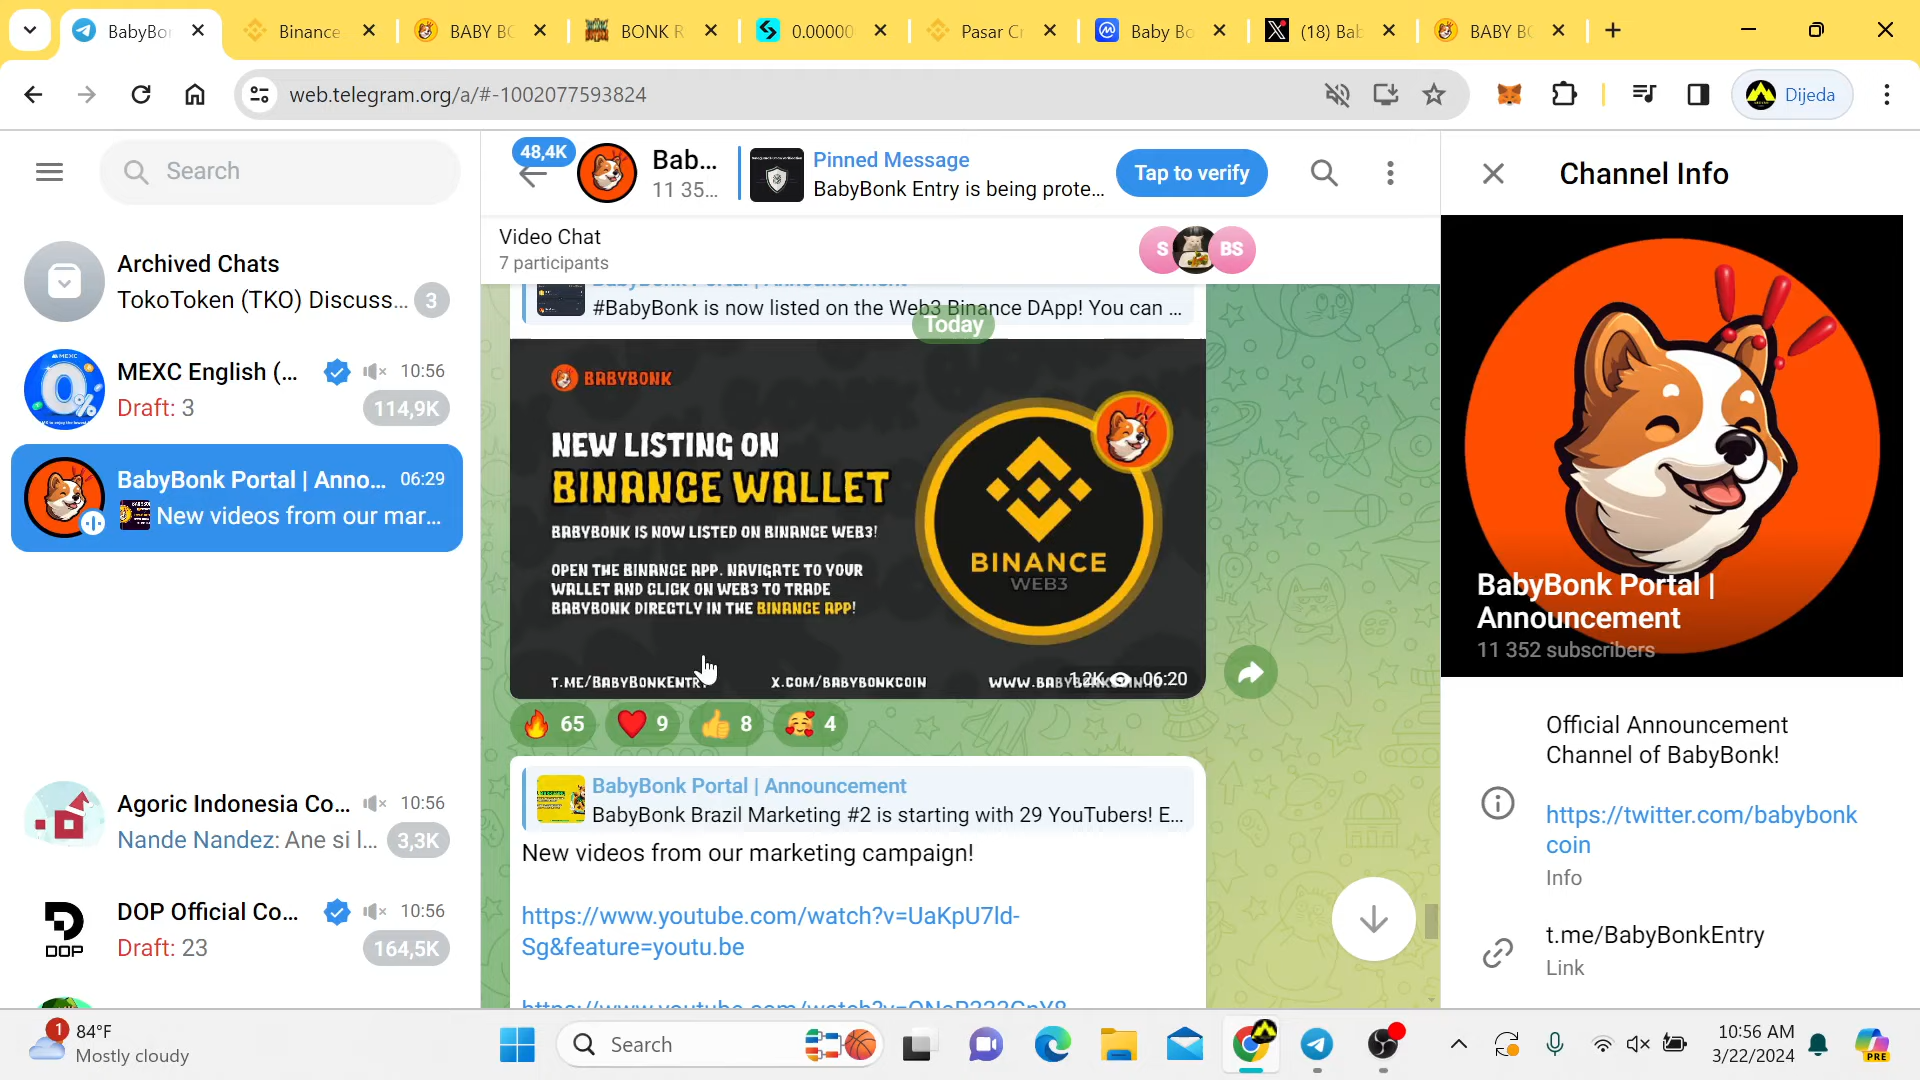 BabyBo
Binance
BABY BO
BONK R
0.00000
Pasar Cr
Baby Bo
(18) Bab
BABY BO
web.telegram.org/a/#-1002077593824
Dijeda
Search
Archived Chats
TokoToken (TKO) Discuss... 3
MEXC English (... 10:56
Draft: 3 114,9K
BabyBonk Portal | Anno... 06:29
New videos from our mar...
Agoric Indonesia Co... 10:56
Nande Nandez: Ane si l... 3,3K
DOP Official Co... 10:56
Draft: 23 164,5K
DOP
48,4K
Bab...
11 35...
Pinned Message
BabyBonk Entry is being prote...
Tap to verify
Video Chat
7 participants
S
BS
#BabyBonk is now listed on the Web3 Binance DApp! You can ...
Today
BABYBONK
NEW LISTING ON
BINANCE WALLET
BABYBONK IS NOW LISTED ON BINANCE WEB3!
OPEN THE BINANCE APP. NAVIGATE TO YOUR
WALLET AND CLICK ON WEB3 TO TRADE
BABYBONK DIRECTLY IN THE BINANCE APP!
BINANCE
WEB3
T.ME/BABYBONKENTRY
X.COM/BABYBONKCOIN
1.2K 06:20
65
9
8
4
BabyBonk Portal | Announcement
BabyBonk Brazil Marketing #2 is starting with 29 YouTubers! E...
New videos from our marketing campaign!
https://www.youtube.com/watch?v=UaKpU7ld-
Sg&feature=youtu.be
Channel Info
BabyBonk Portal |
Announcement
11 352 subscribers
Official Announcement
Channel of BabyBonk!
https://twitter.com/babybonk
coin
Info
t.me/BabyBonkEntry
Link
1
84°F
Mostly cloudy
Search
10:56 AM
3/22/2024
PRE